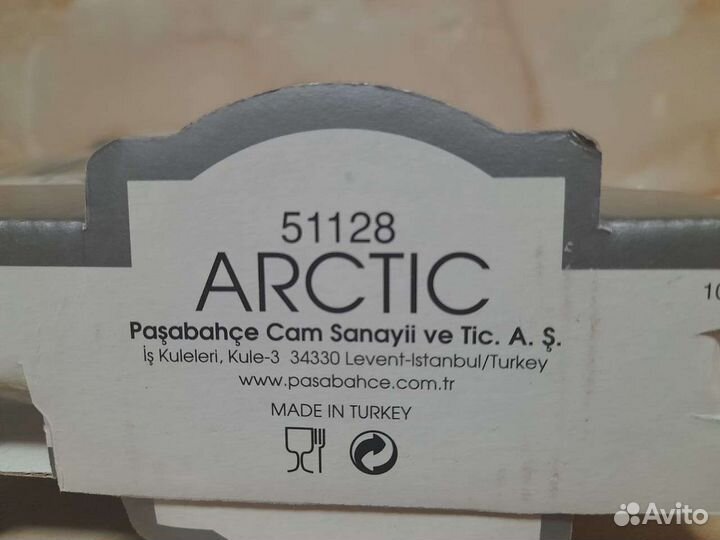 51128
ARCTIC
Paşabahçe Cam Sanayii ve Tic. A. Ş.
İş Kuleleri, Kule-3 34330 Levent-Istanbul/Turkey
www.pasabahce.com.tr
MADE IN TURKEY
10
Avito